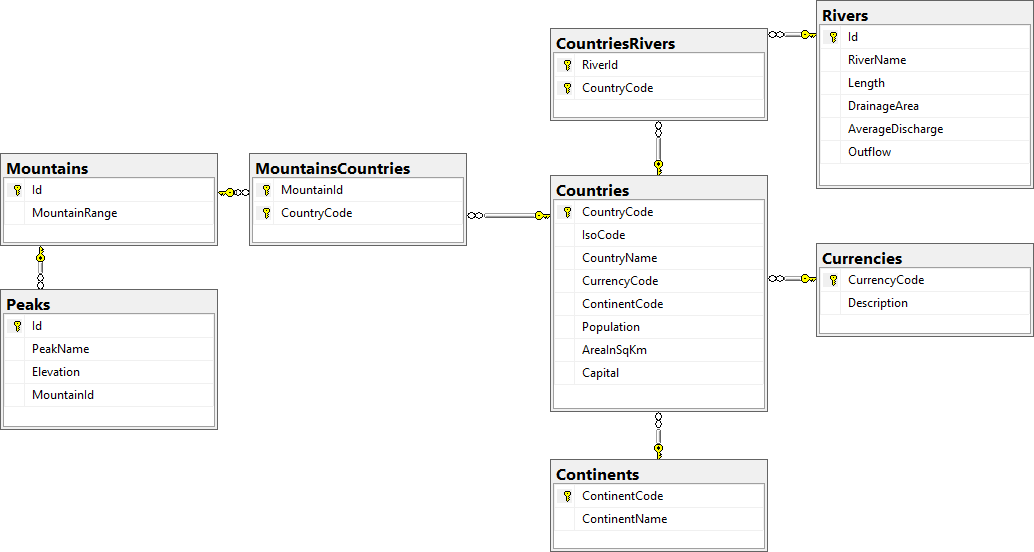 Rivers
Id
RiverName
Length
DrainageArea
AverageDischarge
Outflow
CountriesRivers
RiverId
CountryCode
Mountains
Id
MountainRange
MountainsCountries
MountainId
CountryCode
Countries
CountryCode
IsoCode
CountryName
CurrencyCode
ContinentCode
Population
AreaInSqKm
Capital
Currencies
CurrencyCode
Description
Peaks
Id
PeakName
Elevation
MountainId
Continents
ContinentCode
ContinentName